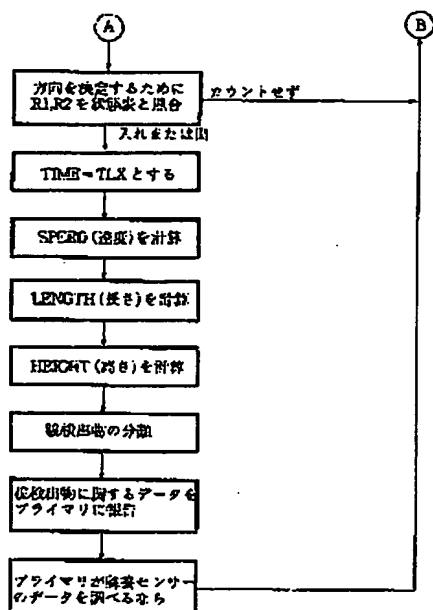 A
B
方向を決定するために
R1,R2を状態表と照合
カウントせず
入れまたは出
TIME=TLXとする
SPEED(速度)を計算
LENGTH(長さ)を計算
HEIGHT(高さ)を計算
被検出物の分類
被検出物に関するデータを
プライマリに報告
プライマリが隣接センサー
のデータを調べるなら